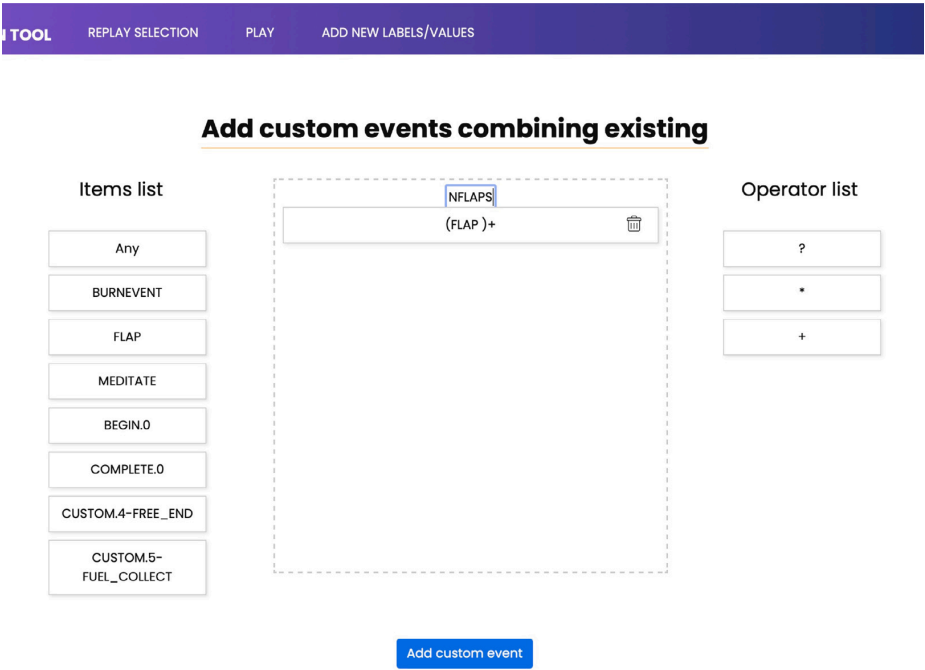 N TOOL REPLAY SELECTION PLAY ADD NEW LABELS/VALUES
Add custom events combining existing
Items list
Any
BURNEVENT
FLAP
MEDITATE
BEGIN.0
COMPLETE.0
CUSTOM.4-FREE_END
CUSTOM.5-
FUEL_COLLECT
NFLAPS
(FLAP )+
Operator list
?
*
+
Add custom event